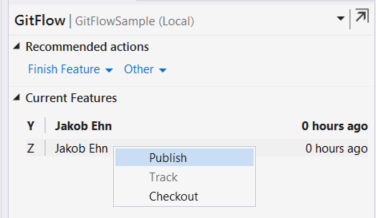 GitFlow | GitFlowSample (Local)
Recommended actions
Finish Feature Other
Current Features
Y Jakob Ehn 0 hours ago
Z Jakob Ehn 0 hours ago
Publish
Track
Checkout